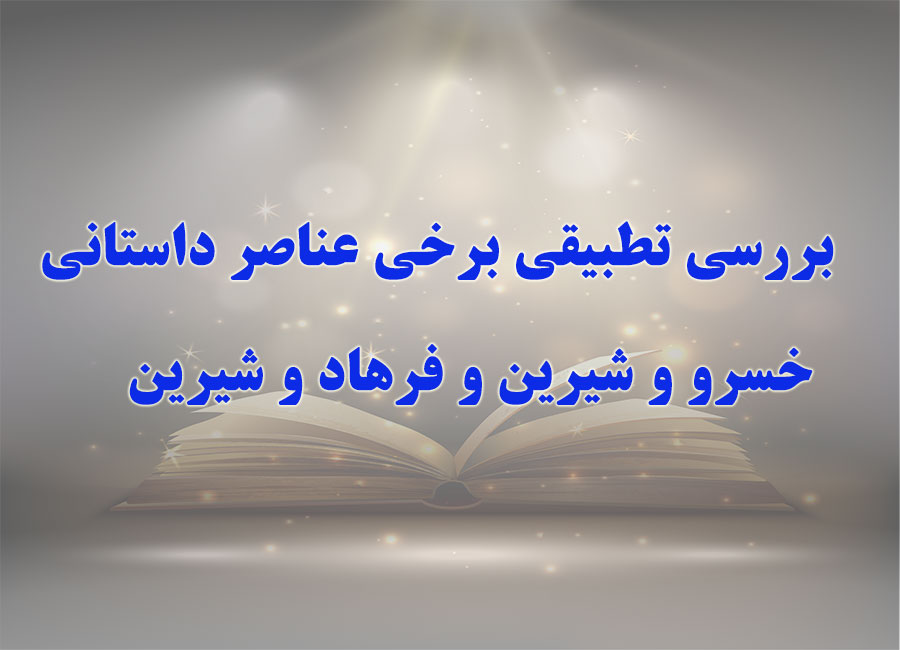 بررسی تطبیقی برخی عناصر داستانی
خسرو و شیرین و فرهاد و شیرین